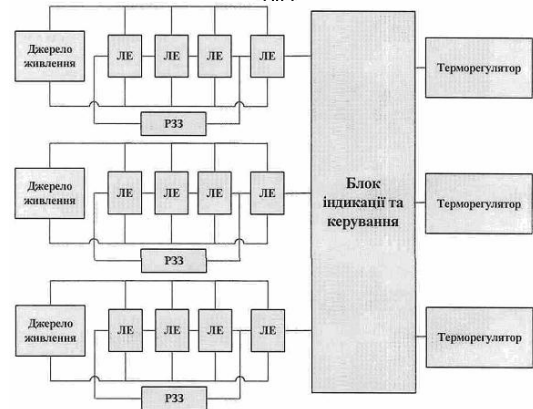 Джерело
живлення
ЛЕ
ЛЕ
ЛЕ
ЛЕ
РЗЗ
Терморегулятор
Джерело
живлення
ЛЕ
ЛЕ
ЛЕ
ЛЕ
РЗЗ
Блок
індикації та
керування
Терморегулятор
Джерело
живлення
ЛЕ
ЛЕ
ЛЕ
ЛЕ
РЗЗ
Терморегулятор